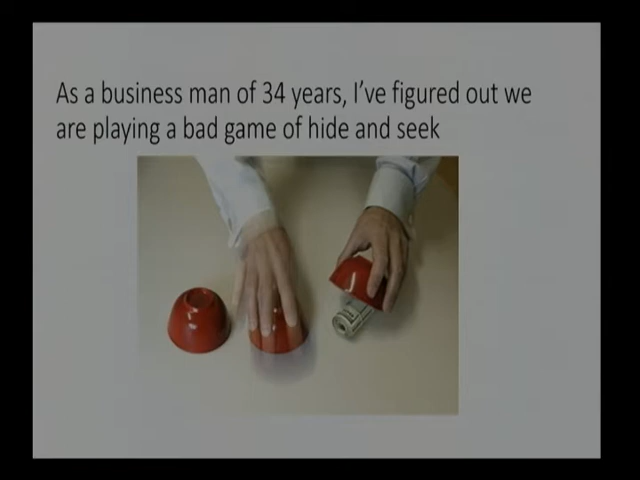 As a business man of 34 years, I've figured out we
are playing a bad game of hide and seek